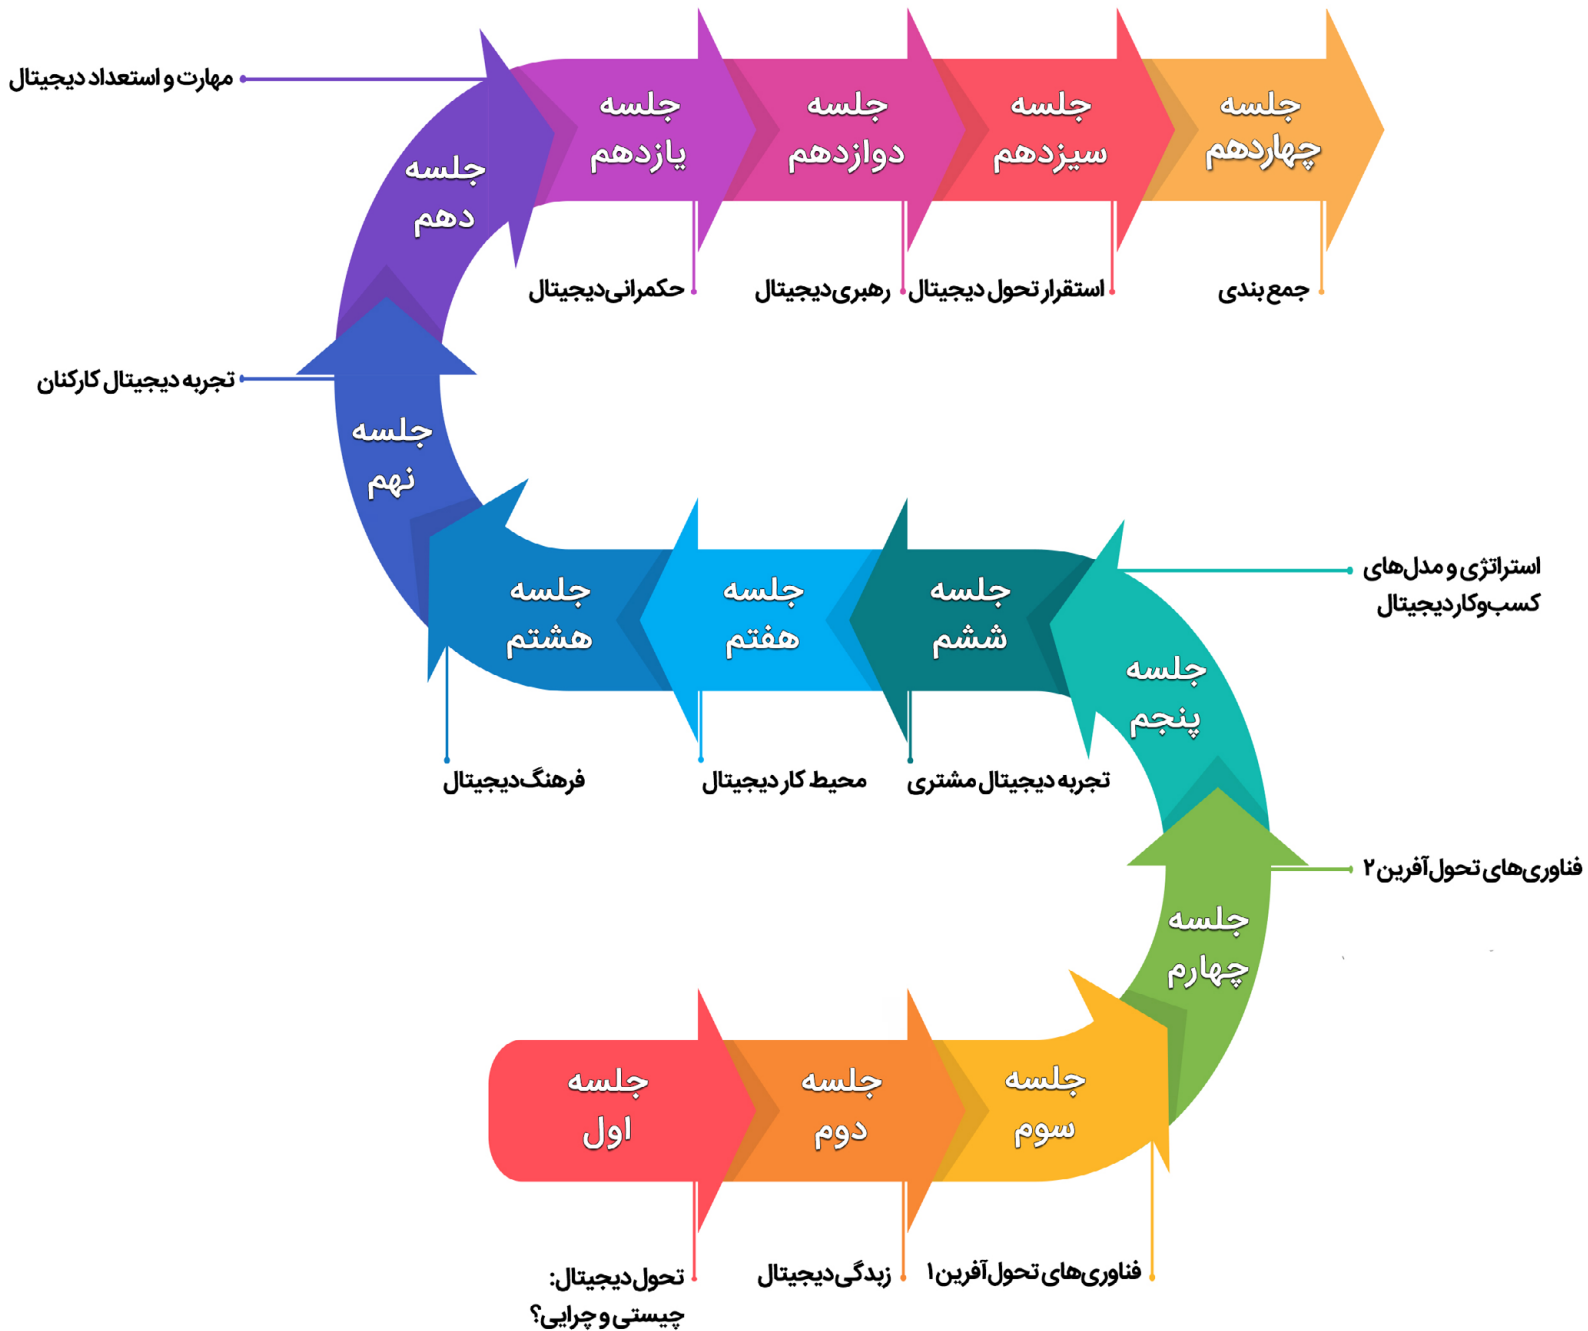 جلسه
اول
تحول دیجیتال:
چیستی و چرایی؟
جلسه
دوم
زبدگی دیجیتال
جلسه
سوم
فناوری‌های تحول‌آفرین ۱
جلسه
چهارم
فناوری‌های تحول‌آفرین ۲
جلسه
پنجم
استراتژی و مدل‌های
کسب‌وکار دیجیتال
جلسه
ششم
تجربه دیجیتال مشتری
جلسه
هفتم
محیط کار دیجیتال
جلسه
هشتم
فرهنگ دیجیتال
جلسه
نهم
تجربه دیجیتال کارکنان
جلسه
دهم
مهارت و استعداد دیجیتال
جلسه
یازدهم
حکمرانی دیجیتال
جلسه
دوازدهم
رهبری دیجیتال
جلسه
سیزدهم
استقرار تحول دیجیتال
جلسه
چهاردهم
جمع بندی